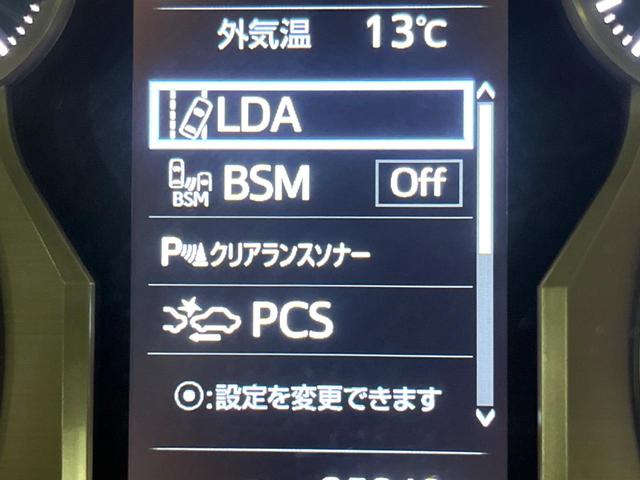 外気温 13℃
LDA
BSM BSM Off
P クリアランスソナー
PCS
⦿:設定を変更できます